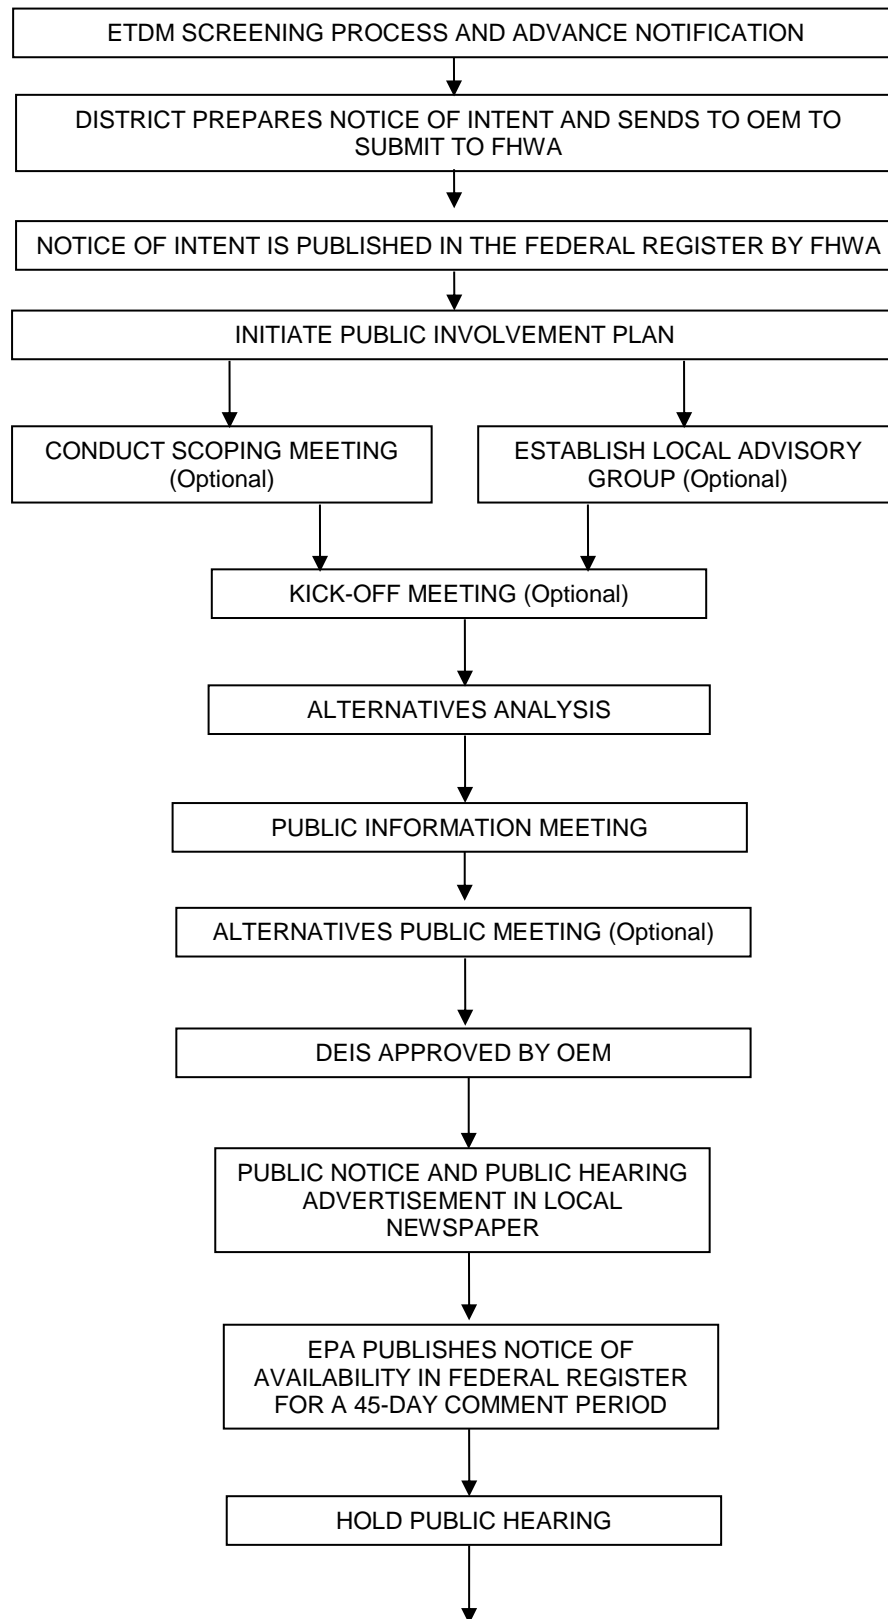 ETDM SCREENING PROCESS AND ADVANCE NOTIFICATION
DISTRICT PREPARES NOTICE OF INTENT AND SENDS TO OEM TO
SUBMIT TO FHWA
NOTICE OF INTENT IS PUBLISHED IN THE FEDERAL REGISTER BY FHWA
INITIATE PUBLIC INVOLVEMENT PLAN
CONDUCT SCOPING MEETING
(Optional)
ESTABLISH LOCAL ADVISORY
GROUP (Optional)
KICK-OFF MEETING (Optional)
ALTERNATIVES ANALYSIS
PUBLIC INFORMATION MEETING
ALTERNATIVES PUBLIC MEETING (Optional)
DEIS APPROVED BY OEM
PUBLIC NOTICE AND PUBLIC HEARING
ADVERTISEMENT IN LOCAL
NEWSPAPER
EPA PUBLISHES NOTICE OF
AVAILABILITY IN FEDERAL REGISTER
FOR A 45-DAY COMMENT PERIOD
HOLD PUBLIC HEARING